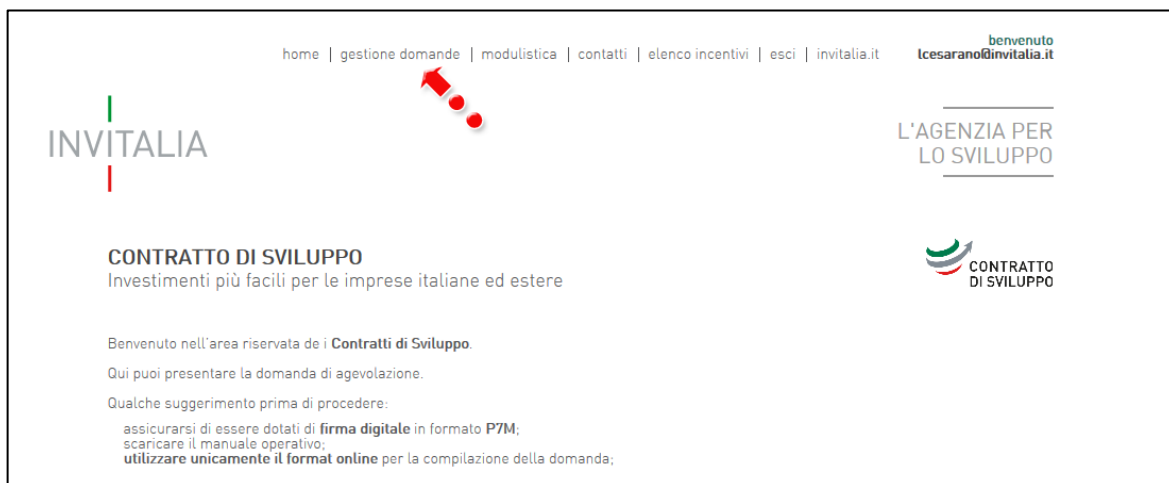 benvenuto
home | gestione domande | modulistica | contatti | elenco incentivi | esci | invitalia.it lcesarano@invitalia.it
INVITALIA
L'AGENZIA PER
LO SVILUPPO
CONTRATTO DI SVILUPPO
Investimenti più facili per le imprese italiane ed estere
CONTRATTO
DI SVILUPPO
Benvenuto nell'area riservata de i Contratti di Sviluppo.
Qui puoi presentare la domanda di agevolazione.
Qualche suggerimento prima di procedere:
assicurarsi di essere dotati di firma digitale in formato P7M;
scaricare il manuale operativo;
utilizzare unicamente il format online per la compilazione della domanda;